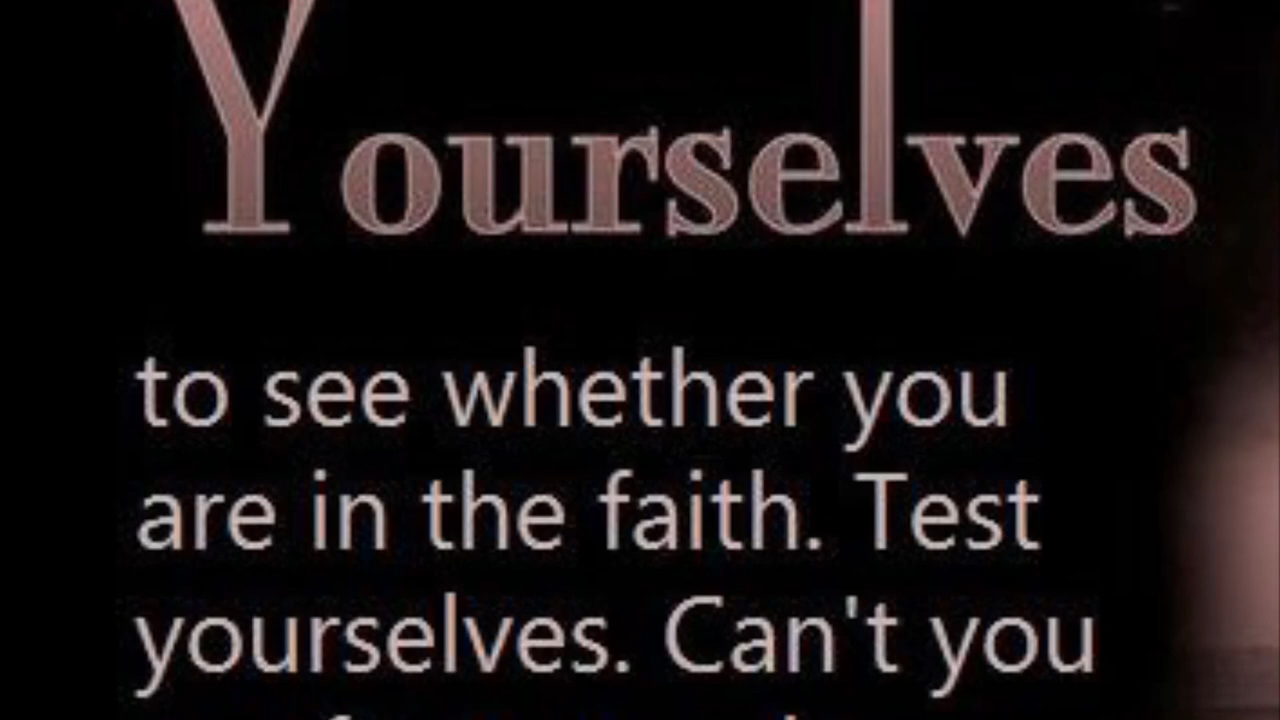 Yourselves
to see whether you
are in the faith. Test
yourselves. Can't you